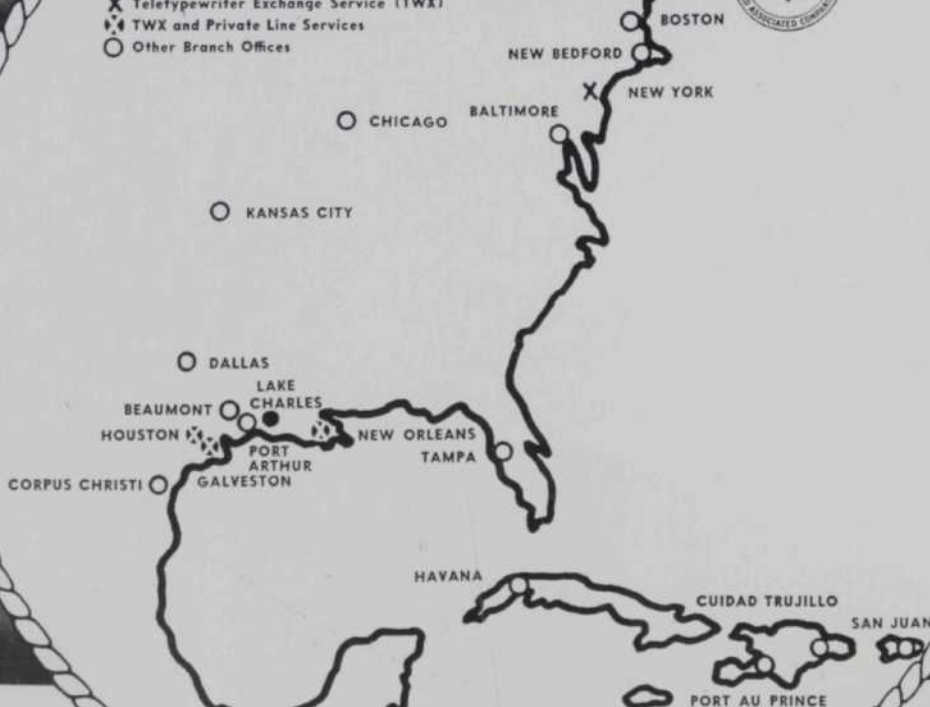 X Teletypewriter Exchange Service (TWX)
TWX and Private Line Services
Other Branch Offices
BOSTON
NEW BEDFORD
NEW YORK
BALTIMORE
CHICAGO
KANSAS CITY
DALLAS
LAKE
CHARLES
BEAUMONT
HOUSTON
NEW ORLEANS
PORT
ARTHUR
TAMPA
GALVESTON
CORPUS CHRISTI
HAVANA
CUIDAD TRUJILLO
SAN JUAN
PORT AU PRINCE
ASSOCIATED